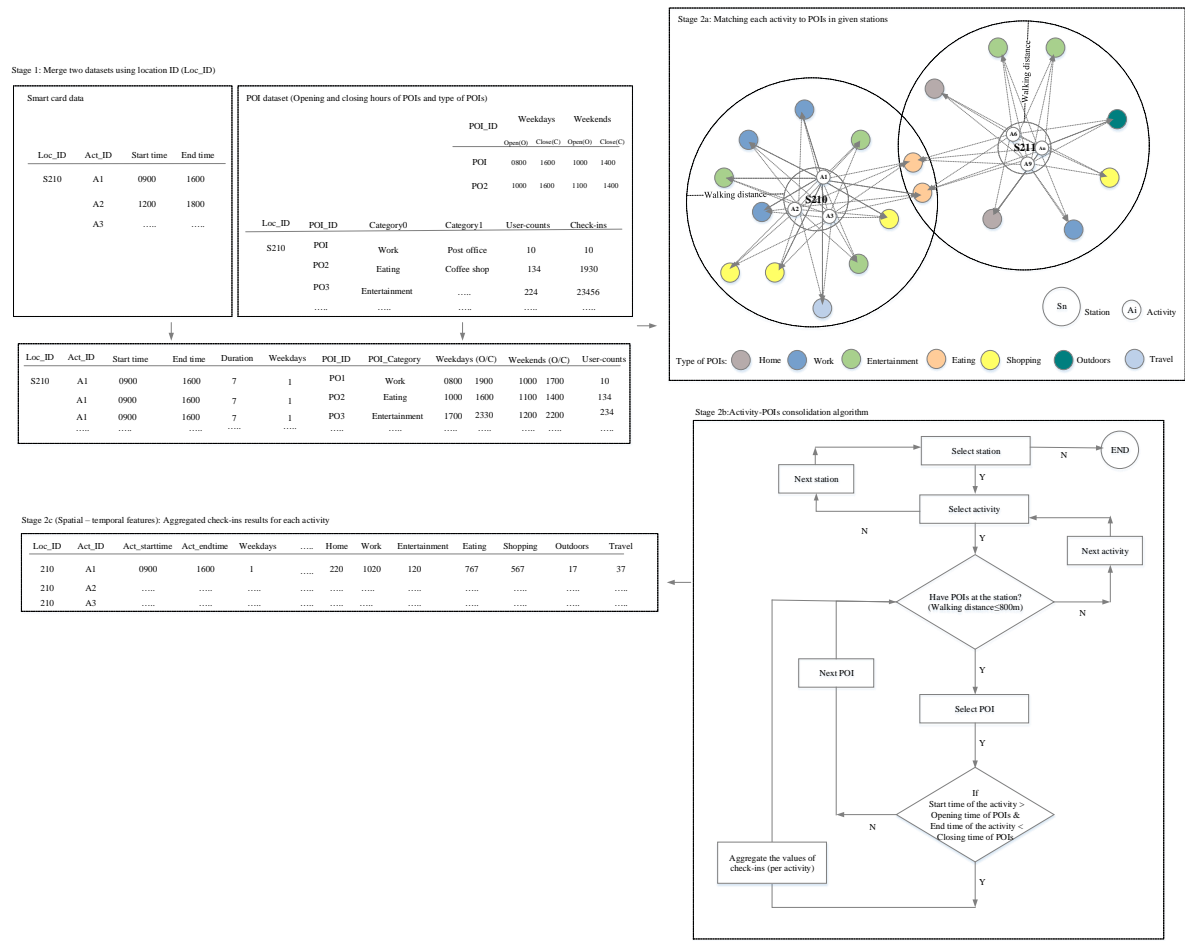 Stage 1: Merge two datasets using location ID (Loc_ID)
Smart card data
Loc_ID Act_ID Start time End time
S210 A1 0900 1600
A2 1200 1800
A3 ….. …..
POI dataset (Opening and closing hours of POIs and type of POIs)
POI_ID Weekdays Weekends
Open(O) Close(C) Open(O) Close(C)
POI 0800 1600 1000 1400
PO2 1000 1600 1100 1400
Loc_ID POI_ID Category0 Category1 User-counts Check-ins
S210 POI Work Post office 10 10
PO2 Eating Coffee shop 134 1930
PO3 Entertainment ….. 224 23456
….. ….. …..
Loc_ID Act_ID Start time End time Duration Weekdays POI_ID POI_Category Weekdays (O/C) Weekends (O/C) User-counts
S210 A1 0900 1600 7 1 PO1 Work 0800 1900 1000 1700 10
A1 0900 1600 7 1 PO2 Eating 1000 1600 1100 1400 134
A1 0900 1600 7 1 PO3 Entertainment 1700 2330 1200 2200 234
….. ….. ….. ….. ….. ….. ….. ….. ….. ….. ….. …..
Stage 2a: Matching each activity to POIs in given stations
Walking distance
A6
S211
An
A9
A1
Walking distance
S210
A2
A3
Sn Station Ai Activity
Type of POIs: Home Work Entertainment Eating Shopping Outdoors Travel
Stage 2b:Activity-POIs consolidation algorithm
Select station
N
END
Next station
Y
Select activity
N
Y
Next activity
Have POIs at the station?
(Walking distance≤800m)
N
Y
Next POI
Select POI
Y
If
Start time of the activity >
Opening time of POIs &
End time of the activity <
Closing time of POIs
N
Aggregate the values of
check-ins (per activity)
Y
Stage 2c (Spatial – temporal features): Aggregated check-ins results for each activity
Loc_ID Act_ID Act_starttime Act_endtime Weekdays ….. Home Work Entertainment Eating Shopping Outdoors Travel
210 A1 0900 1600 1 ….. 220 1020 120 767 567 17 37
210 A2 ….. ….. ….. ….. ….. ….. ….. ….. ….. ….. …..
210 A3 ….. ….. ….. ….. ….. ….. ….. ….. ….. ….. …..